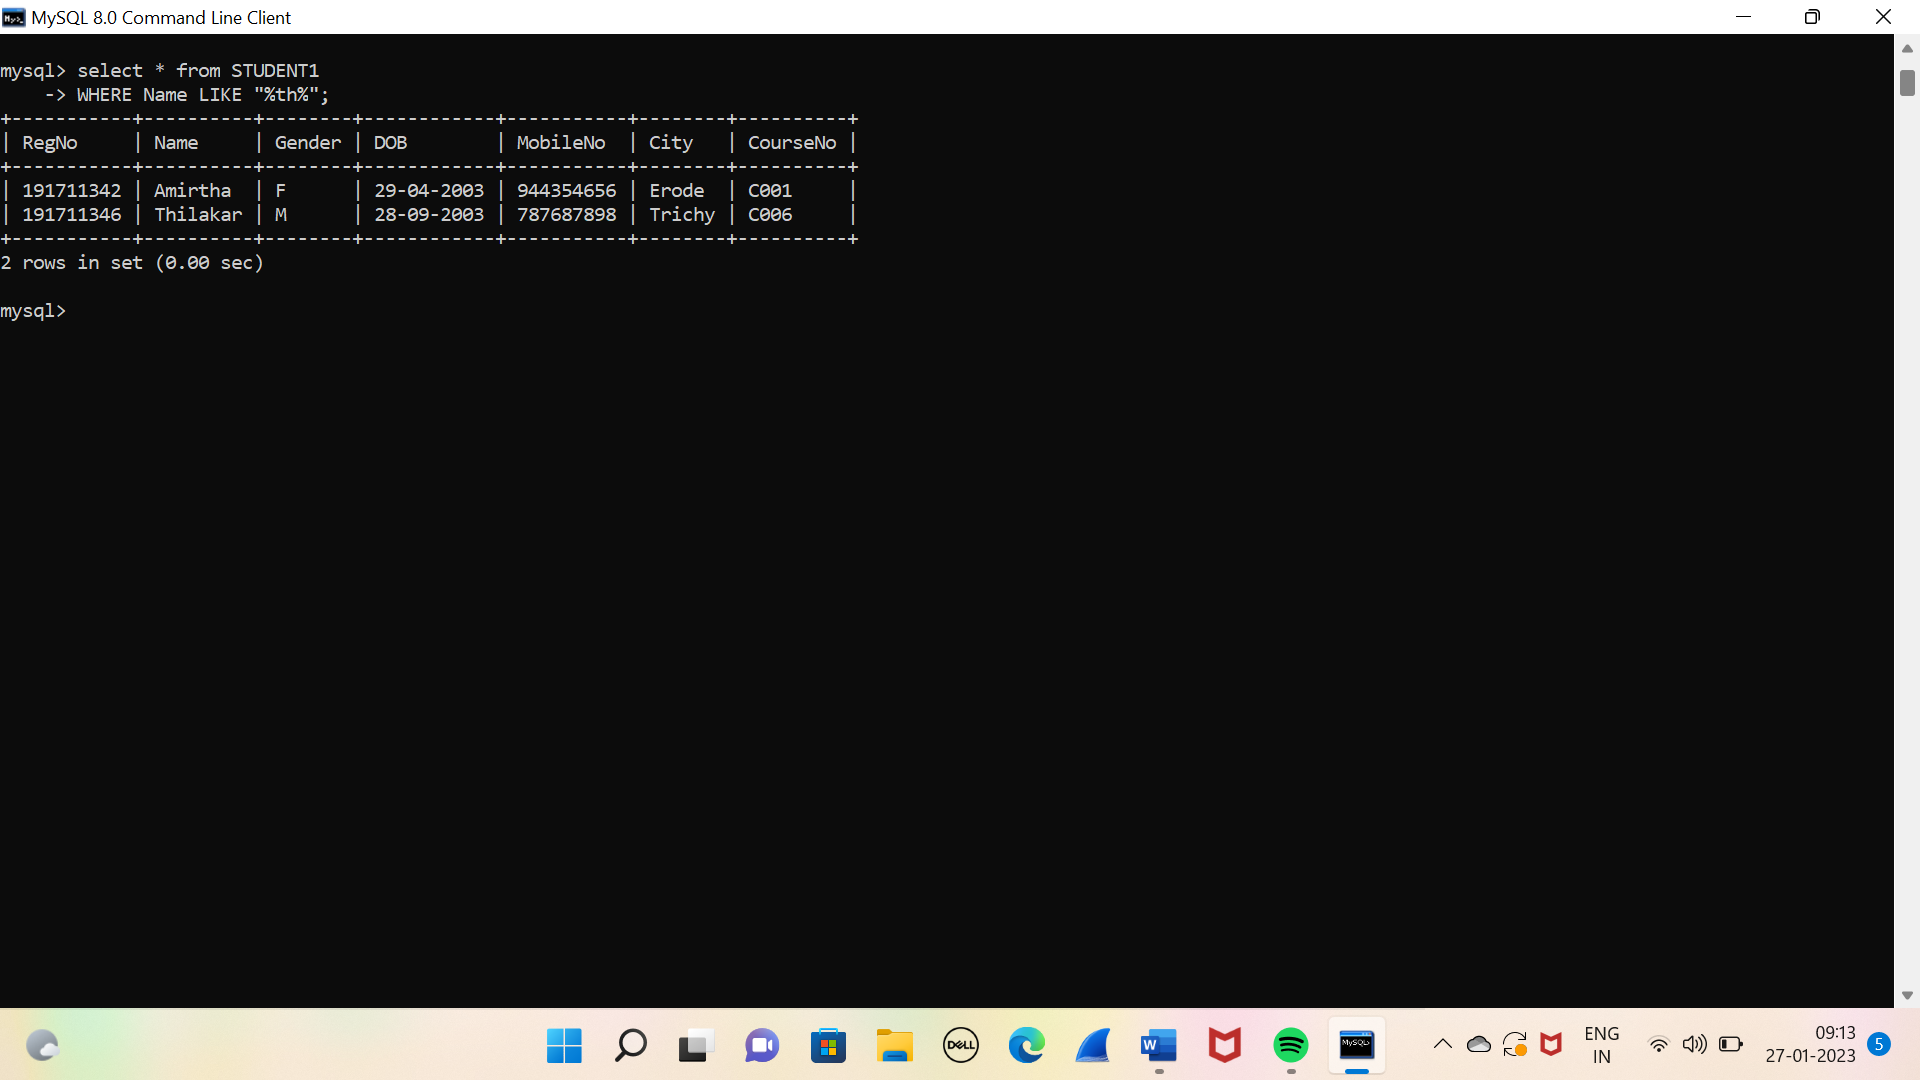 MySQL 8.0 Command Line Client
mysql> select * from STUDENT1
    -> WHERE Name LIKE "%th%";
+-----------+----------+--------+------------+-----------+--------+----------+
| RegNo     | Name     | Gender | DOB        | MobileNo  | City   | CourseNo |
+-----------+----------+--------+------------+-----------+--------+----------+
| 191711342 | Amirtha  | F      | 29-04-2003 | 944354656 | Erode  | C001     |
| 191711346 | Thilakar | M      | 28-09-2003 | 787687898 | Trichy | C006     |
+-----------+----------+--------+------------+-----------+--------+----------+
2 rows in set (0.00 sec)
mysql>
DELL
W
MySQL>
ENG
IN
09:13
27-01-2023
5